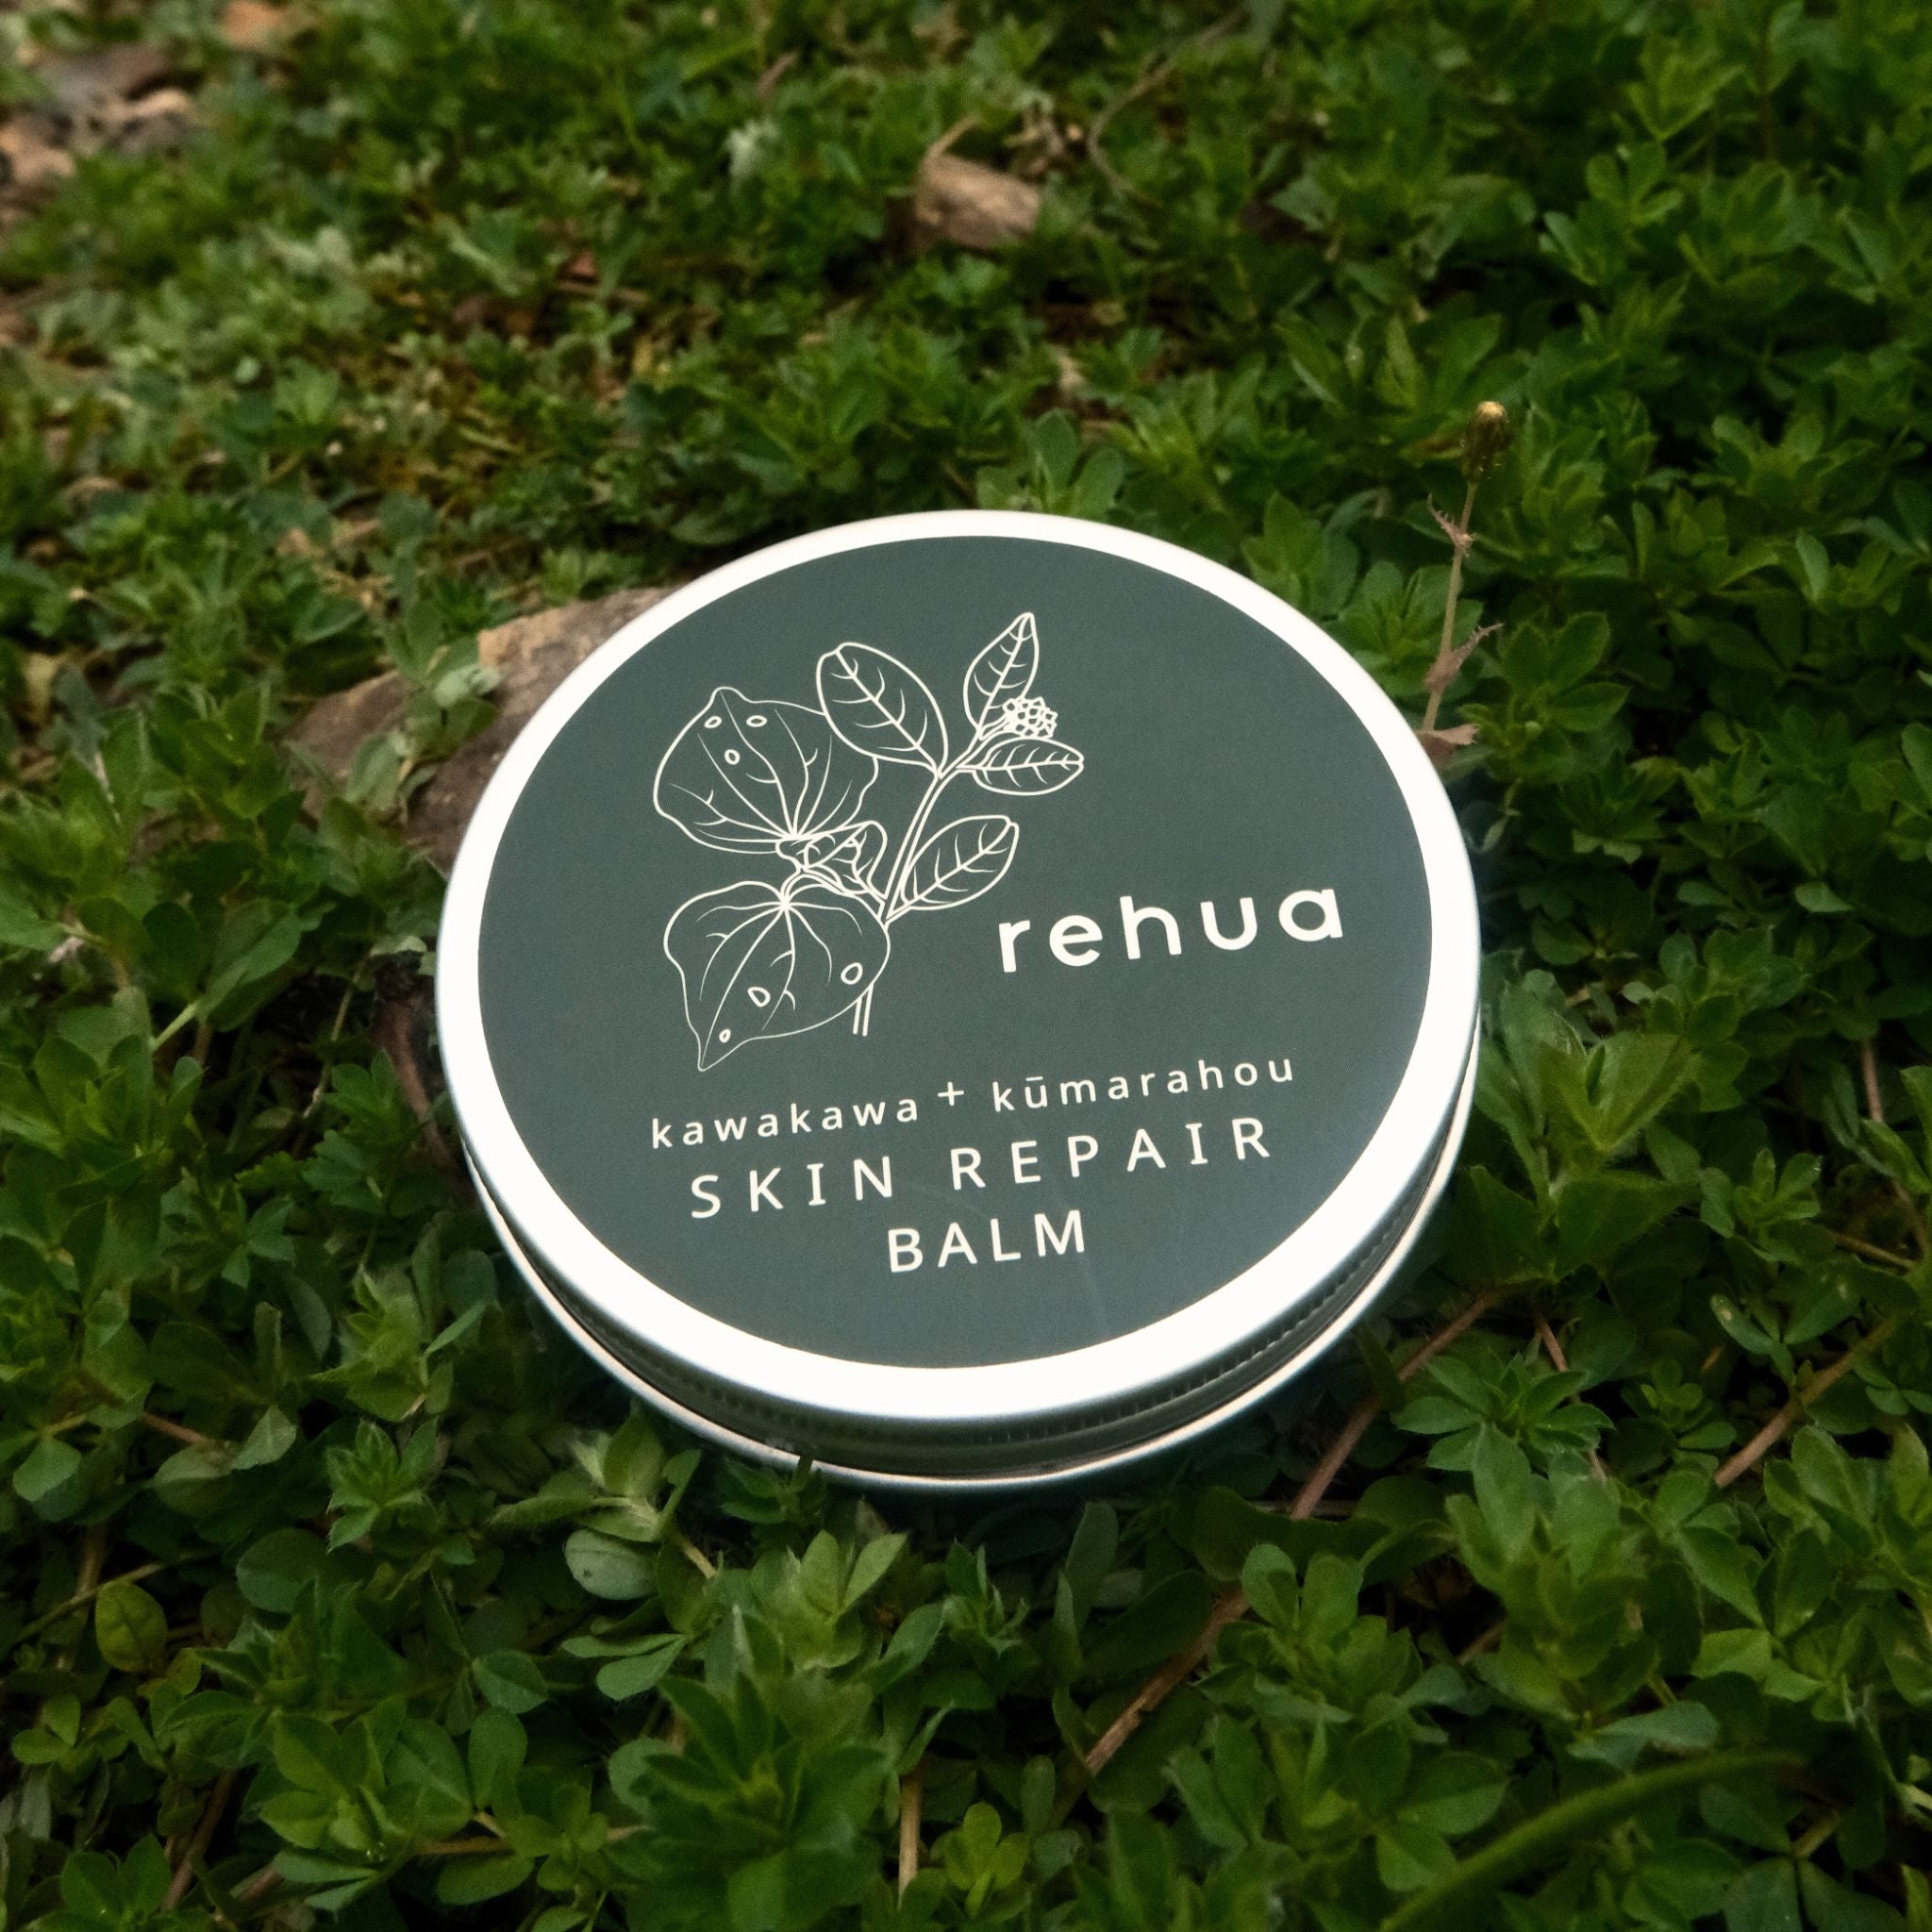 rehua
kawakawa + kūmarahou
SKIN REPAIR
BALM